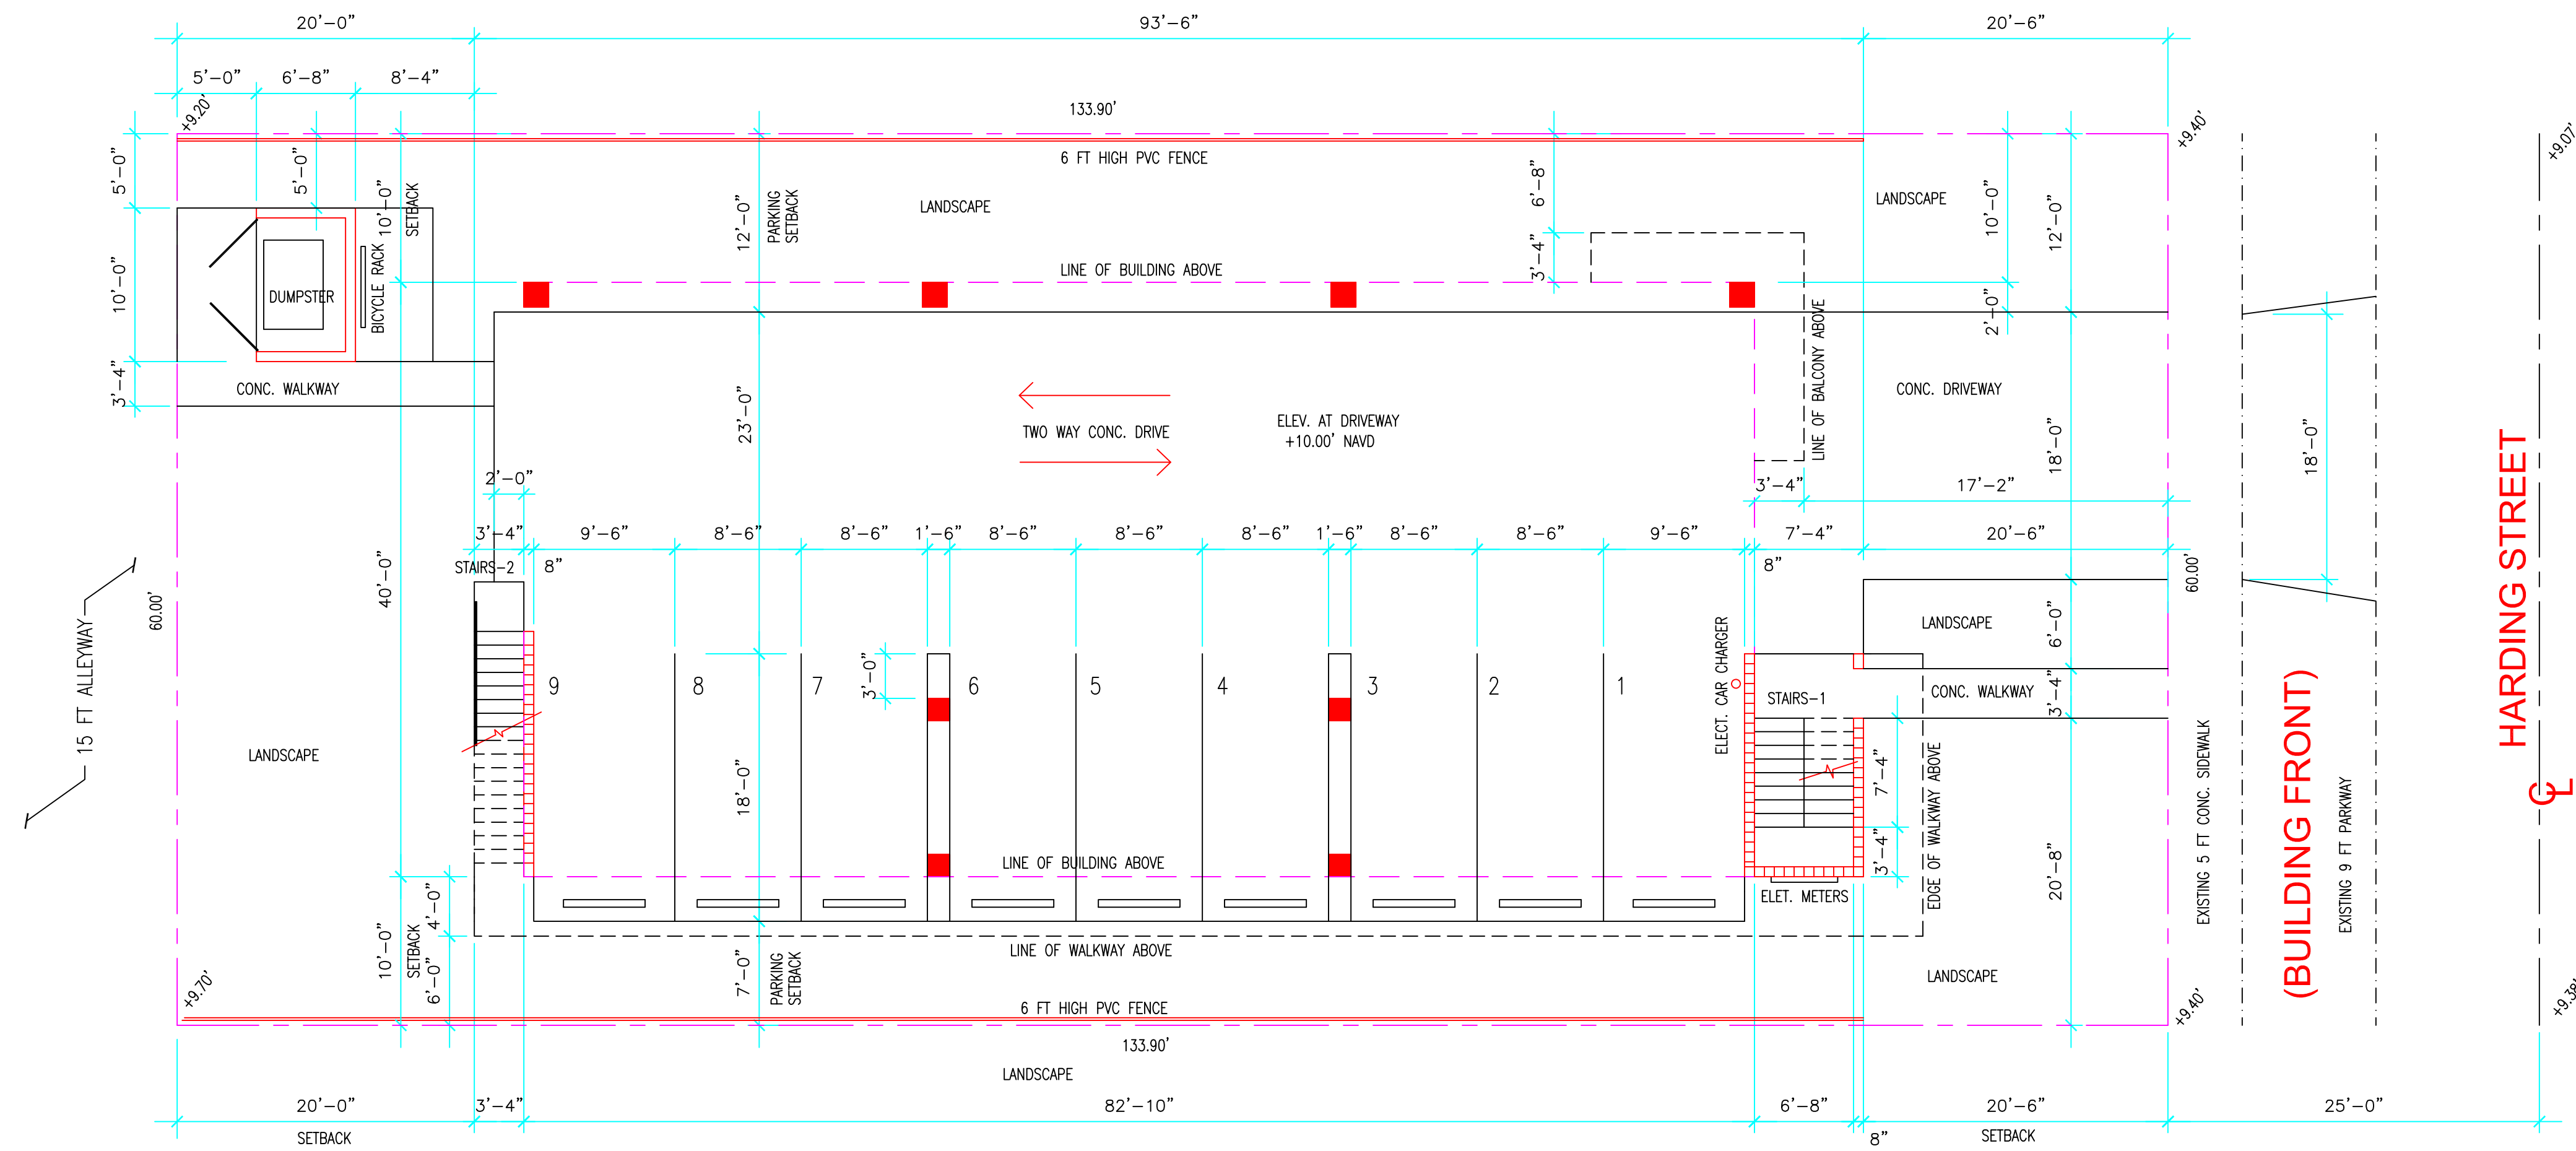 20'-0"
93'-6"
20'-6"
5'-0"
6'-8"
8'-4"
+9.20'
133.90'
+9.40'
+9.07'
6 FT HIGH PVC FENCE
5'-0"
5'-0"
10'-0"
SETBACK
12'-0"
PARKING
SETBACK
LANDSCAPE
6'-8"
LANDSCAPE
10'-0"
12'-0"
10'-0"
DUMPSTER
BICYCLE RACK
LINE OF BUILDING ABOVE
3'-4"
2'-0"
LINE OF BALCONY ABOVE
3'-4"
CONC. WALKWAY
23'-0"
TWO WAY CONC. DRIVE
ELEV. AT DRIVEWAY
+10.00' NAVD
CONC. DRIVEWAY
18'-0"
18'-0"
HARDING STREET
2'-0"
3'-4"
17'-2"
3'-4"
9'-6"
8'-6"
8'-6"
1'-6"
8'-6"
8'-6"
8'-6"
1'-6"
8'-6"
8'-6"
9'-6"
7'-4"
20'-6"
STAIRS-2
8"
8"
40'-0"
60.00'
60.00'
15 FT ALLEYWAY
LANDSCAPE
6'-0"
ELECT. CAR CHARGER
3'-0"
9
8
7
6
5
4
3
2
1
STAIRS-1
CONC. WALKWAY
3'-4"
LANDSCAPE
18'-0"
7'-4"
EDGE OF WALKWAY ABOVE
EXISTING 5 FT CONC. SIDEWALK
(BUILDING FRONT)
EXISTING 9 FT PARKWAY
CL
LINE OF BUILDING ABOVE
3'-4"
20'-8"
ELET. METERS
4'-0"
10'-0"
SETBACK
6'-0"
LINE OF WALKWAY ABOVE
7'-0"
PARKING
SETBACK
LANDSCAPE
+9.70'
6 FT HIGH PVC FENCE
+9.40'
+9.38'
133.90'
LANDSCAPE
20'-0"
3'-4"
82'-10"
6'-8"
20'-6"
25'-0"
SETBACK
8"
SETBACK